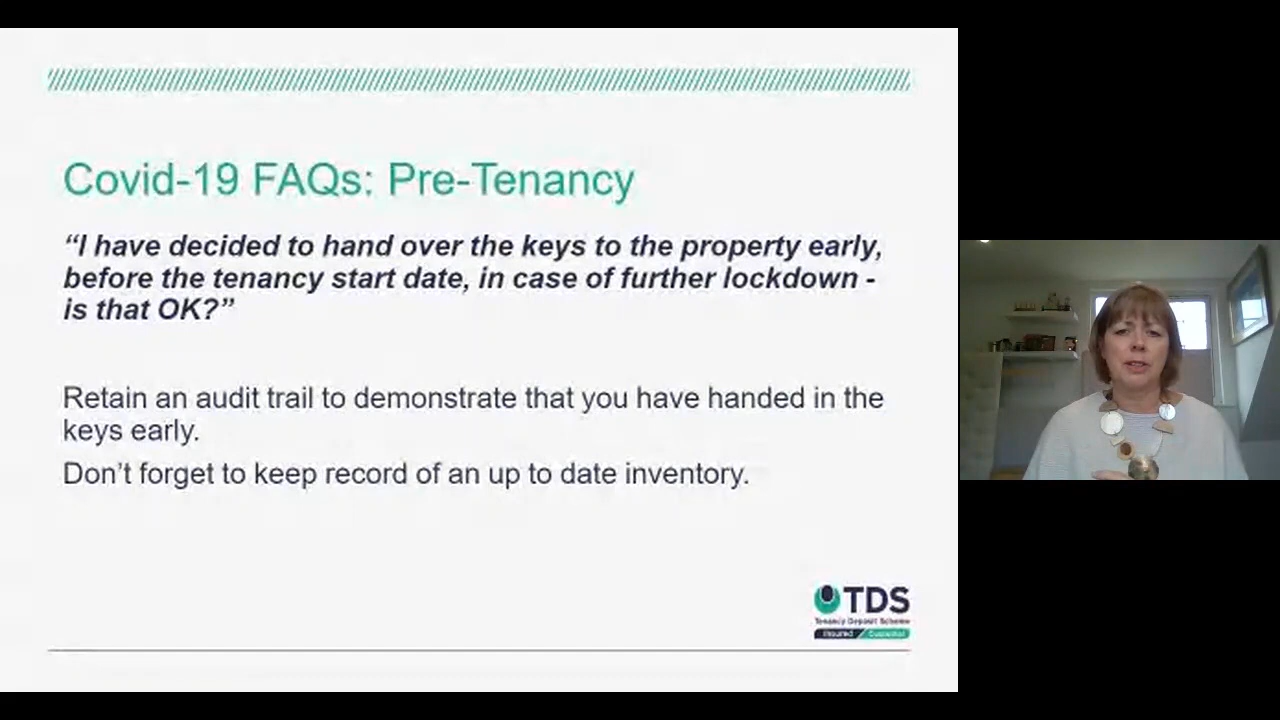 Covid-19 FAQs: Pre-Tenancy
“I have decided to hand over the keys to the property early,
before the tenancy start date, in case of further lockdown -
is that OK?”
Retain an audit trail to demonstrate that you have handed in the
keys early.
Don’t forget to keep record of an up to date inventory.
TDS
Tenancy Deposit Scheme
Insured Custodial